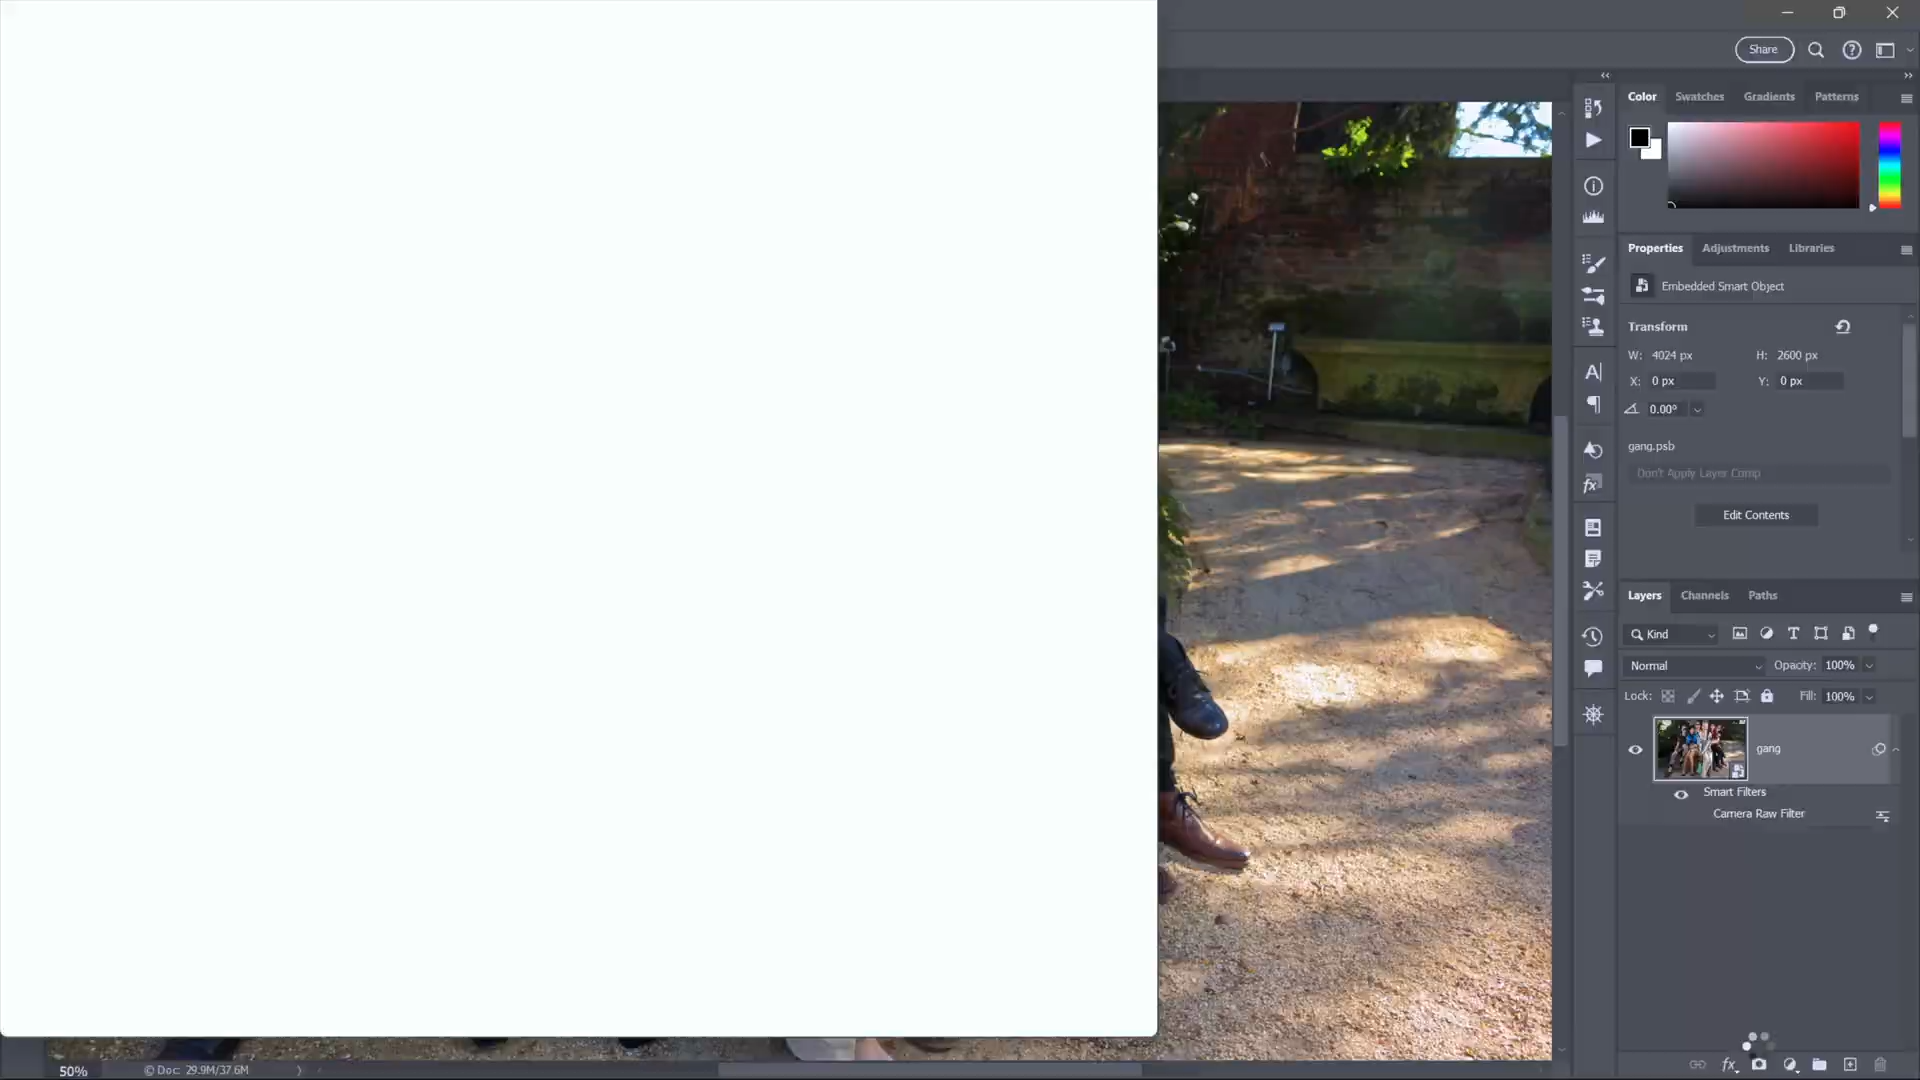 Share
Color Swatches Gradients Patterns
Properties Adjustments Libraries
Embedded Smart Object
Transform
W: 4024 px H: 2600 px
X: 0 px Y: 0 px
0.00°
gang.psb
Don't Apply Layer Comp
Edit Contents
Layers Channels Paths
Kind
Normal Opacity: 100%
Lock: Fill: 100%
gang
Smart Filters
Camera Raw Filter
50% Doc: 29.9M/37.6M